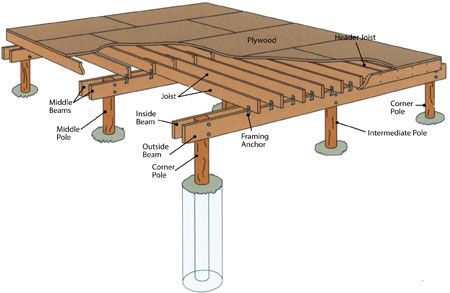 Plywood
Header Joist
Middle
Beams
Joist
Inside
Beam
Corner
Pole
Middle
Pole
Framing
Anchor
Intermediate Pole
Outside
Beam
Corner
Pole